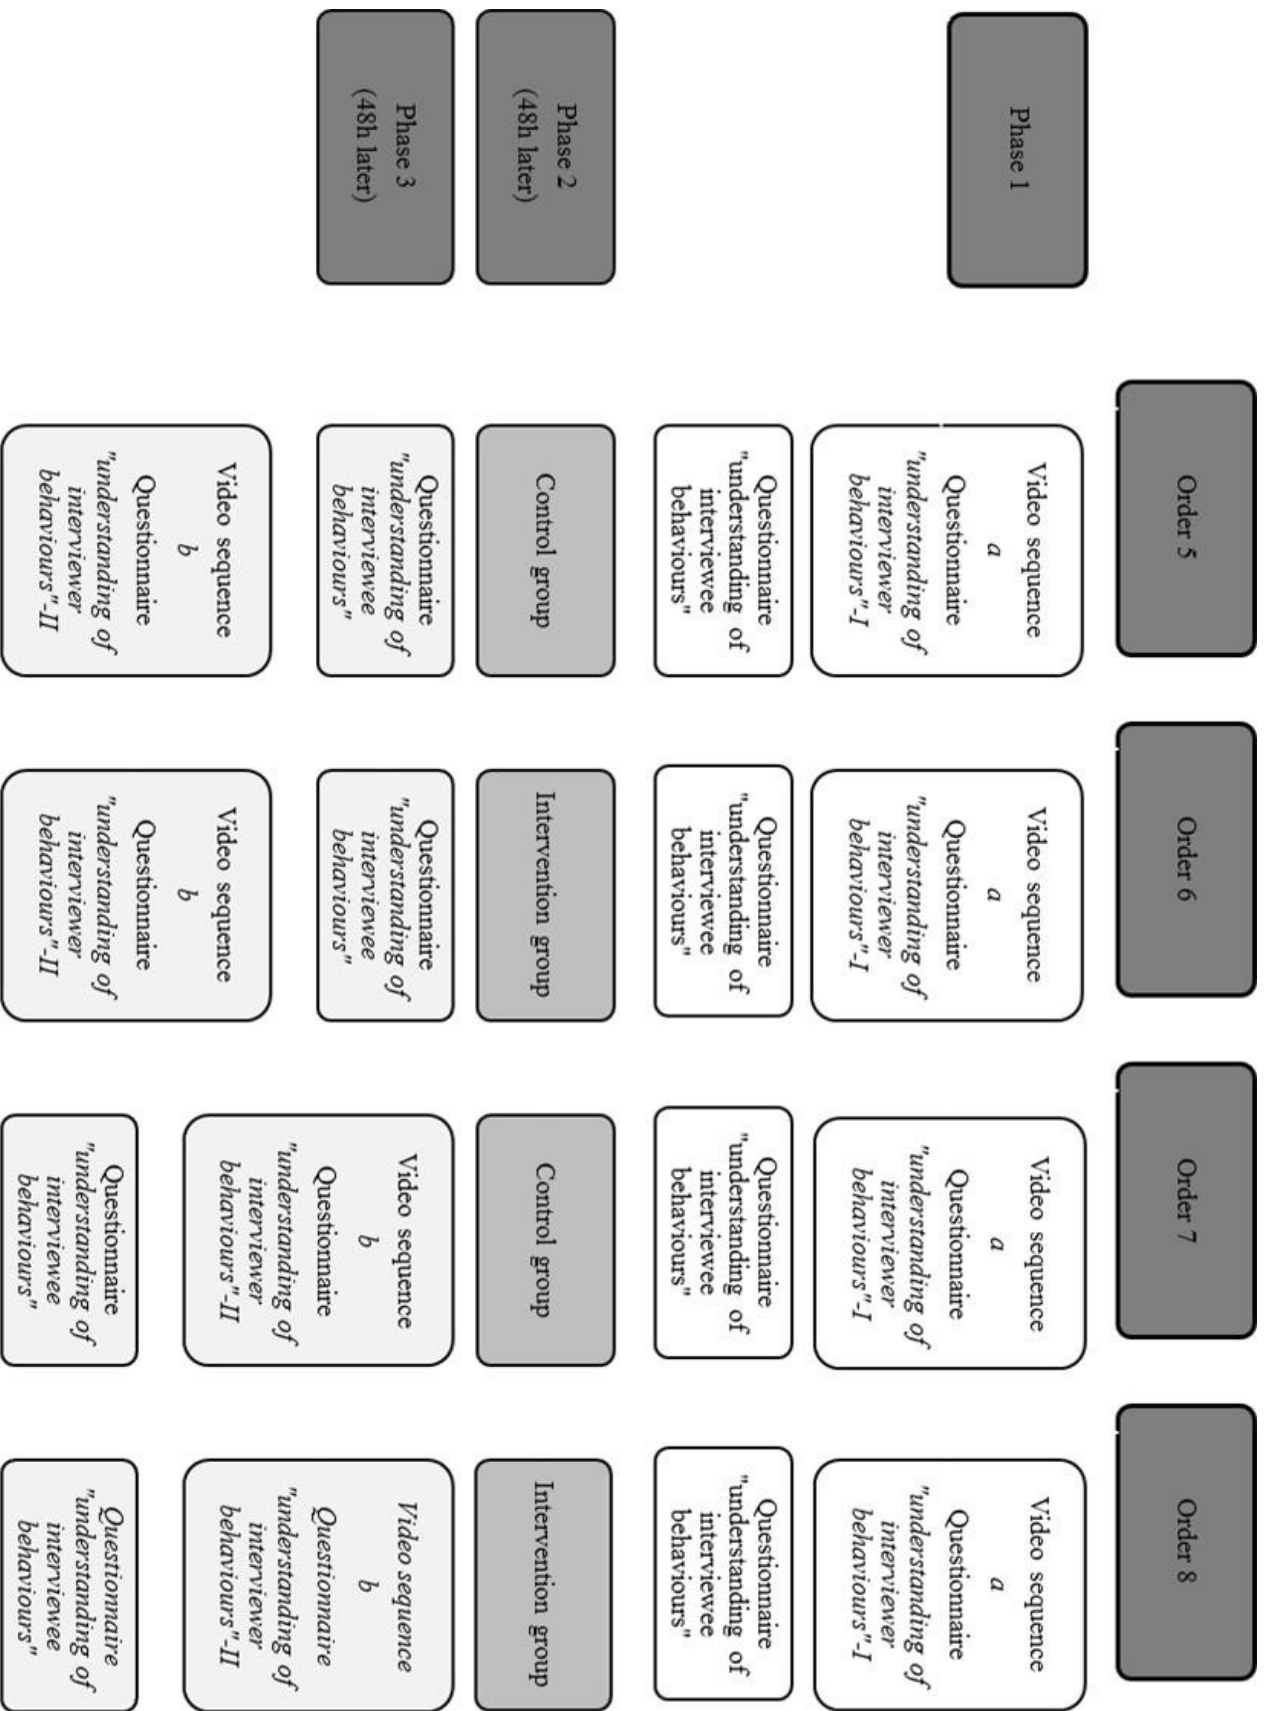 Order 5
Order 6
Order 7
Order 8
Phase 1
Video sequence
a
Questionnaire
"understanding of
interviewer
behaviours"-I
Video sequence
a
Questionnaire
"understanding of
interviewer
behaviours"-I
Video sequence
a
Questionnaire
"understanding of
interviewer
behaviours"-I
Video sequence
a
Questionnaire
"understanding of
interviewer
behaviours"-I
Questionnaire
"understanding of
interviewee
behaviours"
Questionnaire
"understanding of
interviewee
behaviours"
Questionnaire
"understanding of
interviewee
behaviours"
Questionnaire
"understanding of
interviewee
behaviours"
Phase 2
(48h later)
Control group
Intervention group
Control group
Intervention group
Phase 3
(48h later)
Questionnaire
"understanding of
interviewee
behaviours"
Questionnaire
"understanding of
interviewee
behaviours"
Video sequence
b
Questionnaire
"understanding of
interviewer
behaviours"-II
Video sequence
b
Questionnaire
"understanding of
interviewer
behaviours"-II
Video sequence
b
Questionnaire
"understanding of
interviewer
behaviours"-II
Video sequence
b
Questionnaire
"understanding of
interviewer
behaviours"-II
Questionnaire
"understanding of
interviewee
behaviours"
Questionnaire
"understanding of
interviewee
behaviours"